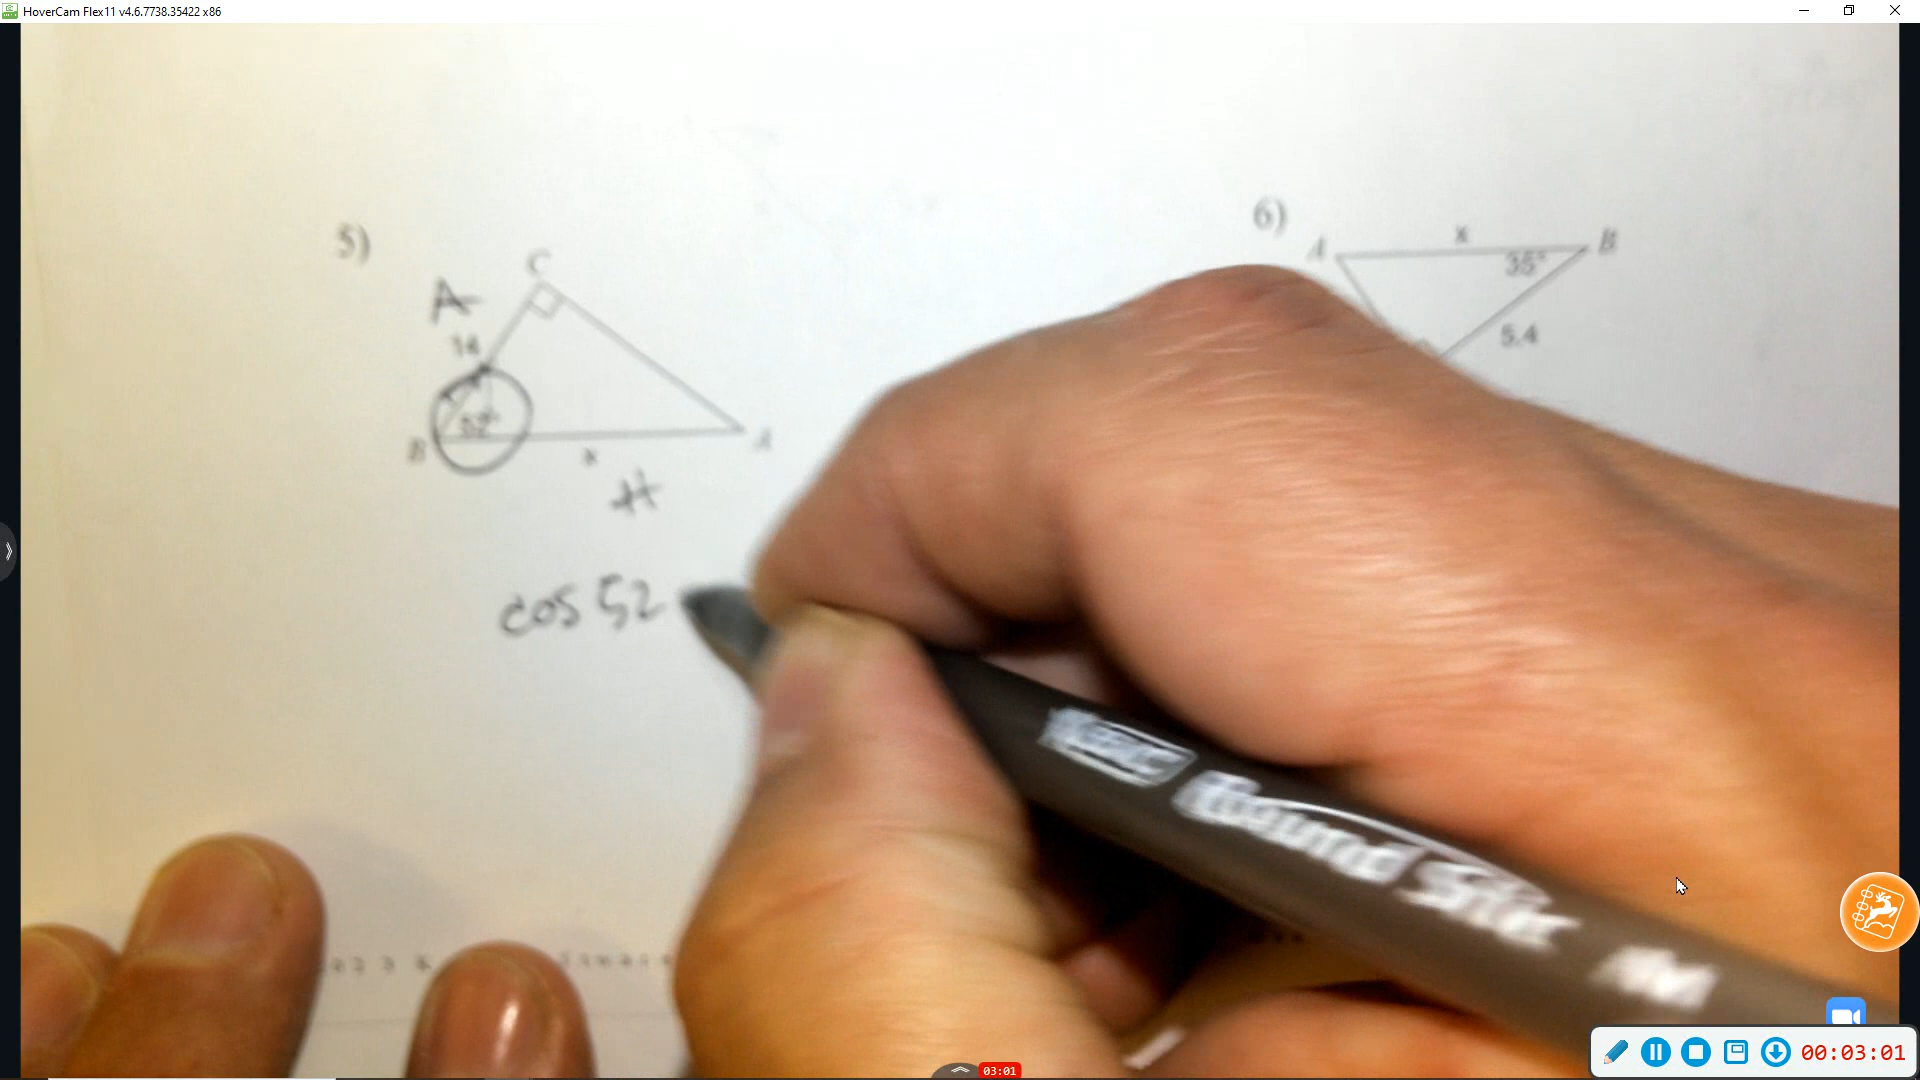 HoverCam Flex11 v4.6.7738.35422 x86
5)
C
A
14
52°
B
x
A
H
cos 52
6)
A
x
B
35°
5.4
03:01
00:03:01